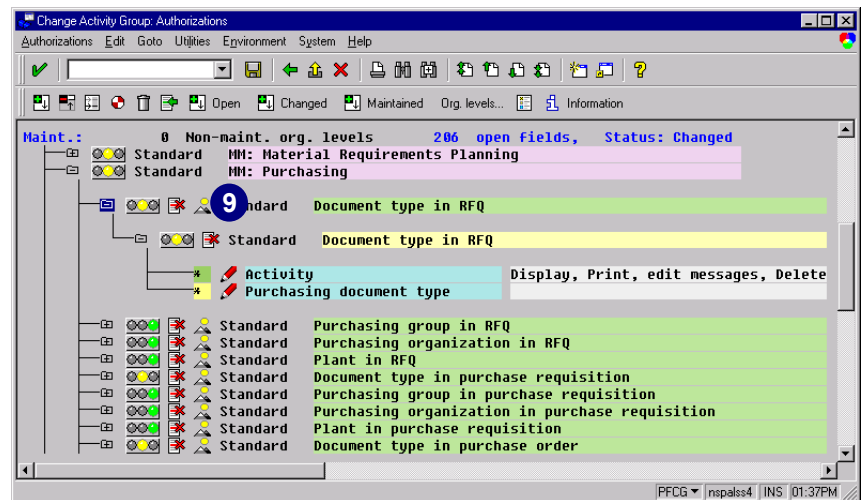 Change Activity Group: Authorizations
Authorizations Edit Goto Utilities Environment System Help
Open Changed Maintained Org. levels... Information
Maint.: 0 Non-maint. org. levels 206 open fields, Status: Changed
Standard MM: Material Requirements Planning
Standard MM: Purchasing
9 ndard Document type in RFQ
Standard Document type in RFQ
* Activity Display, Print, edit messages, Delete
* Purchasing document type
Standard Purchasing group in RFQ
Standard Purchasing organization in RFQ
Standard Plant in RFQ
Standard Document type in purchase requisition
Standard Purchasing group in purchase requisition
Standard Purchasing organization in purchase requisition
Standard Plant in purchase requisition
Standard Document type in purchase order
PFCG nspalss4 INS 01:37PM